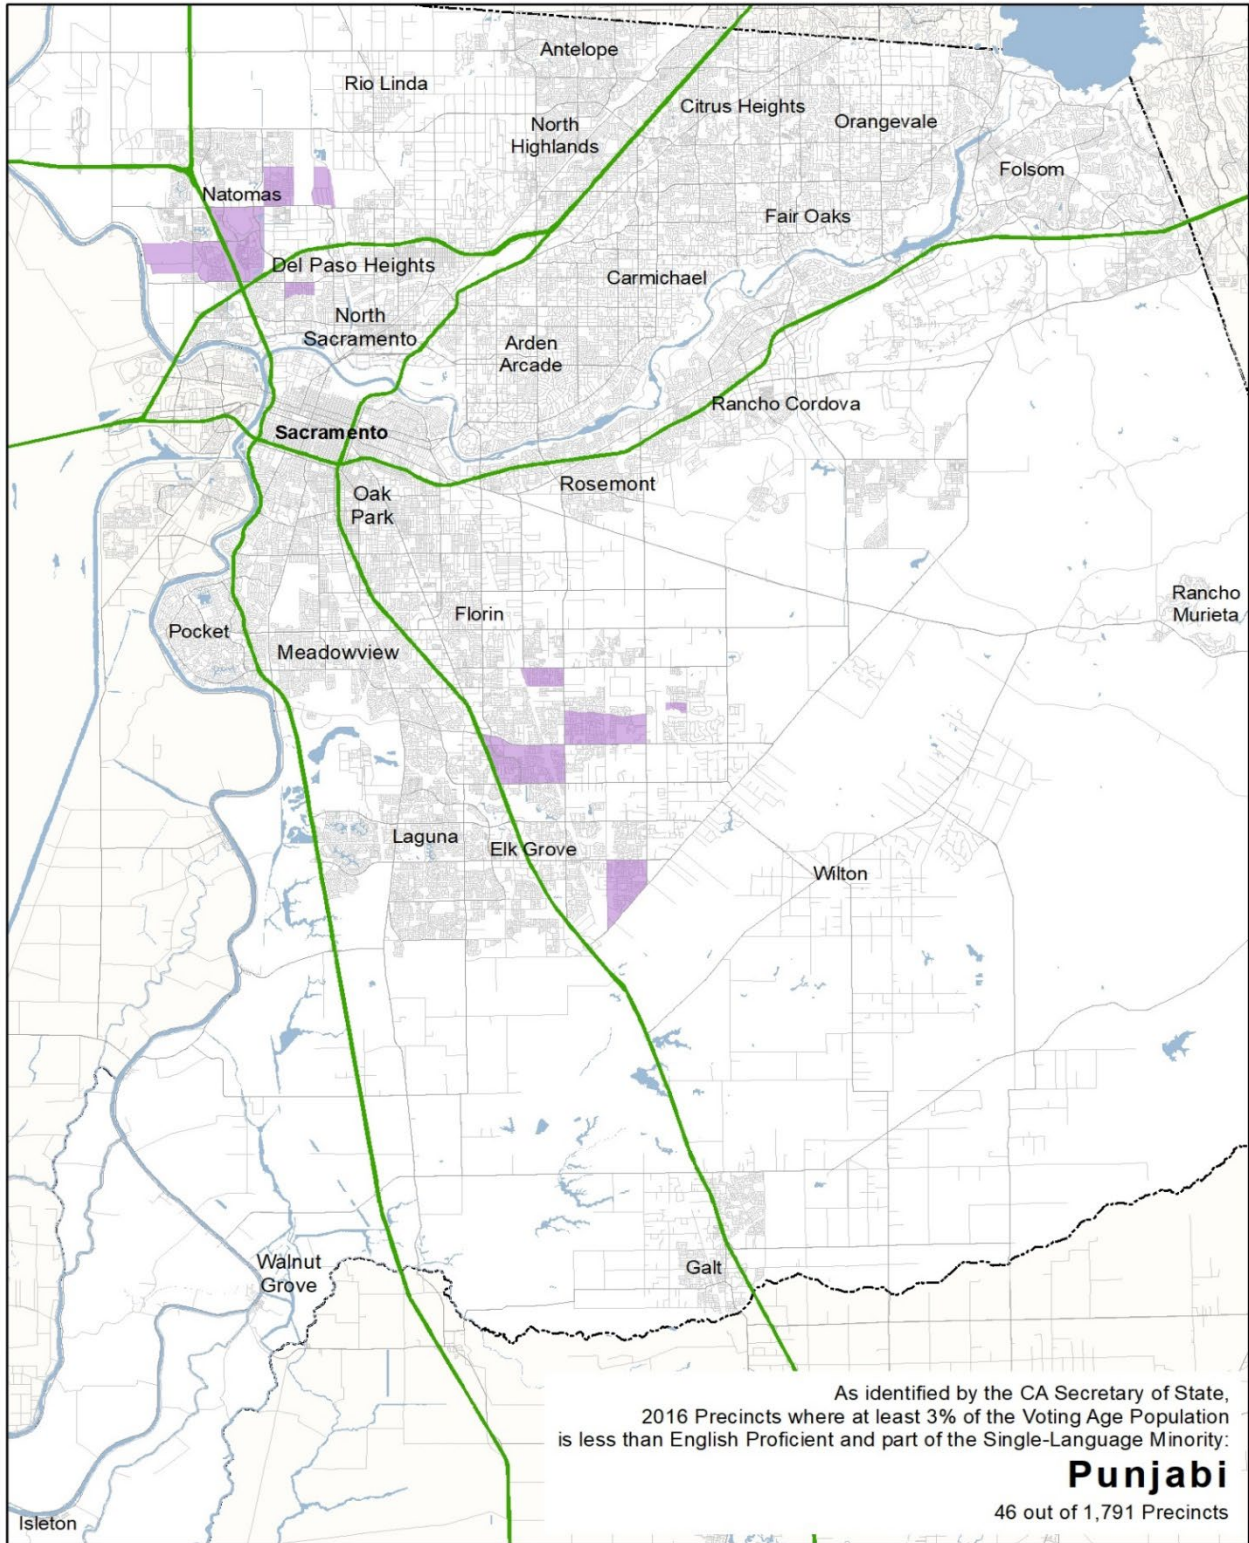 Antelope
Rio Linda
Citrus Heights
North
Highlands
Orangevale
Folsom
Natomas
Fair Oaks
Del Paso Heights
Carmichael
North
Sacramento
Arden
Arcade
Rancho Cordova
Sacramento
Rosemont
Oak
Park
Rancho
Murieta
Florin
Pocket
Meadowview
Laguna
Elk Grove
Wilton
Walnut
Grove
Galt
As identified by the CA Secretary of State,
2016 Precincts where at least 3% of the Voting Age Population
is less than English Proficient and part of the Single-Language Minority:
Punjabi
46 out of 1,791 Precincts
Isleton